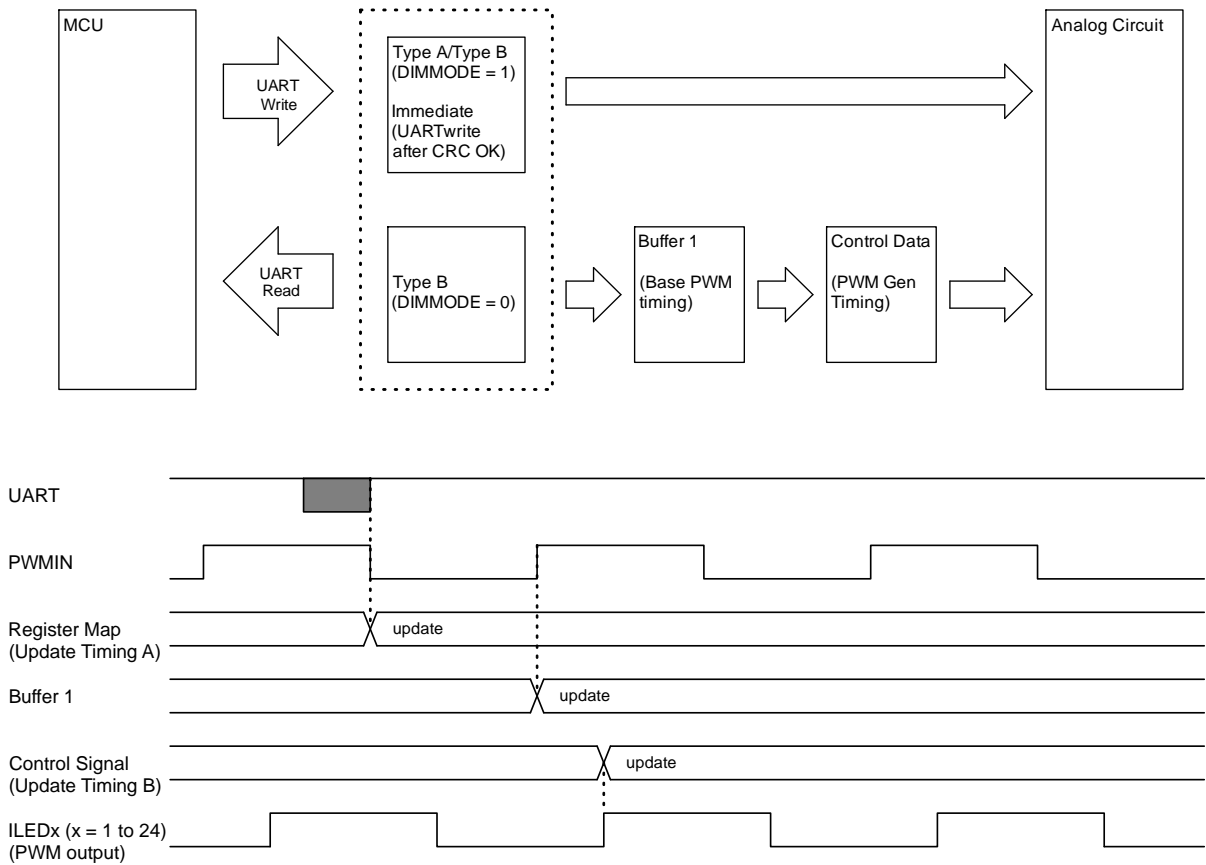 MCU
UART
Write
Type A/Type B
(DIMMODE = 1)
Immediate
(UARTwrite
after CRC OK)
Analog Circuit
UART
Read
Type B
(DIMMODE = 0)
Buffer 1
(Base PWM
timing)
Control Data
(PWM Gen
Timing)
UART
PWMIN
Register Map
(Update Timing A)
update
Buffer 1
update
Control Signal
(Update Timing B)
update
ILEDx (x = 1 to 24)
(PWM output)